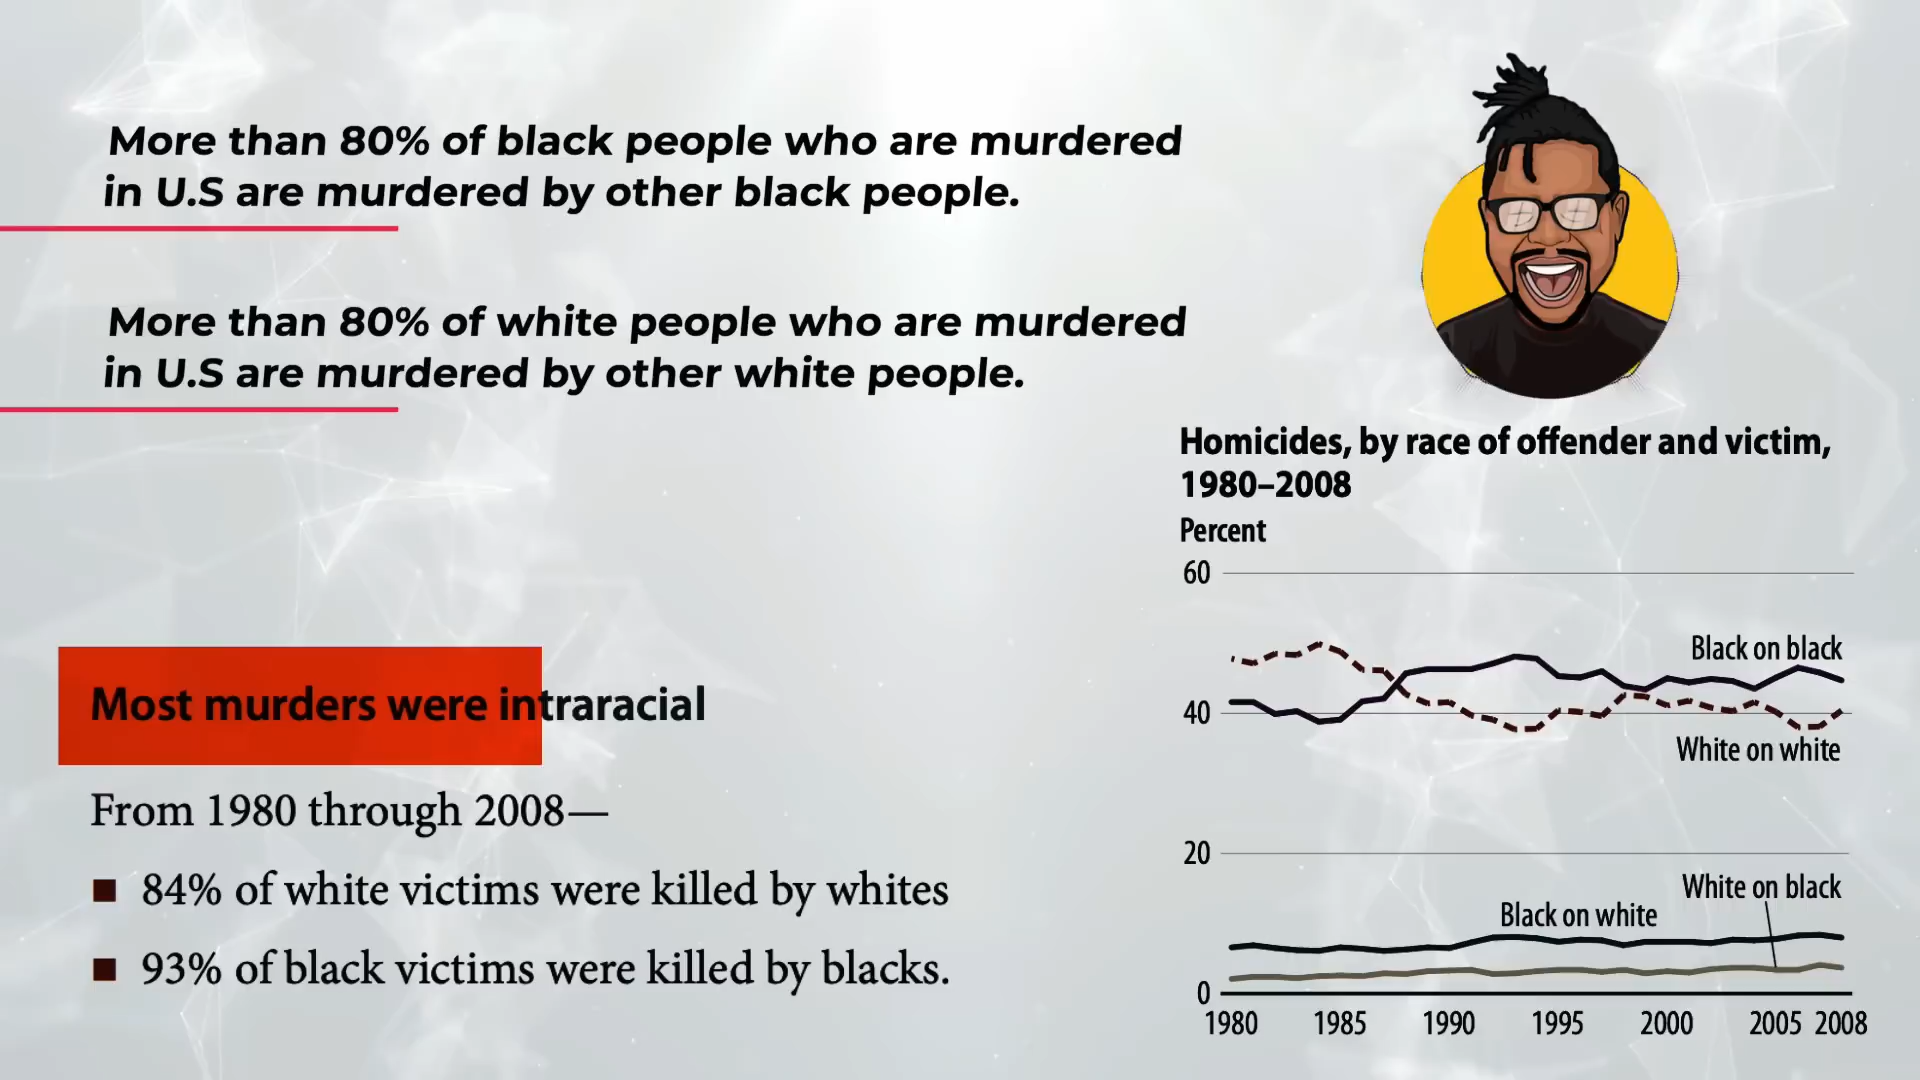 More than 80% of black people who are murdered
in U.S are murdered by other black people.
More than 80% of white people who are murdered
in U.S are murdered by other white people.
Most murders were intraracial
From 1980 through 2008—
■ 84% of white victims were killed by whites
■ 93% of black victims were killed by blacks.
Homicides, by race of offender and victim,
1980–2008
Percent
60
Black on black
40
White on white
20
White on black
Black on white
0
1980 1985 1990 1995 2000 2005 2008